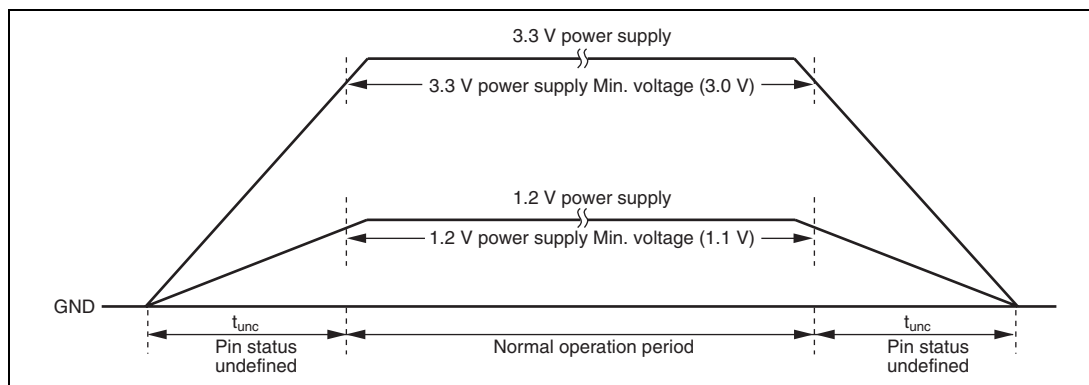 3.3 V power supply
3.3 V power supply Min. voltage (3.0 V)
1.2 V power supply
1.2 V power supply Min. voltage (1.1 V)
GND
tunc
Pin status
undefined
Normal operation period
tunc
Pin status
undefined